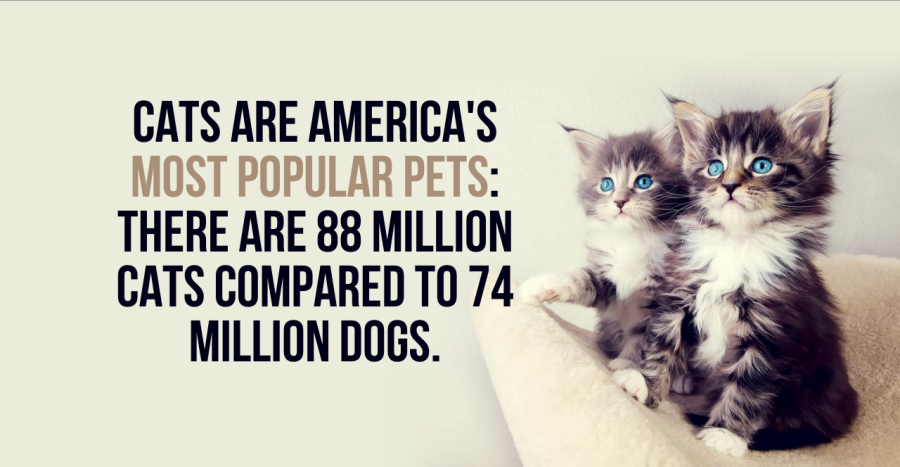 CATS ARE AMERICA'S
MOST POPULAR PETS:
THERE ARE 88 MILLION
CATS COMPARED TO 74
MILLION DOGS.